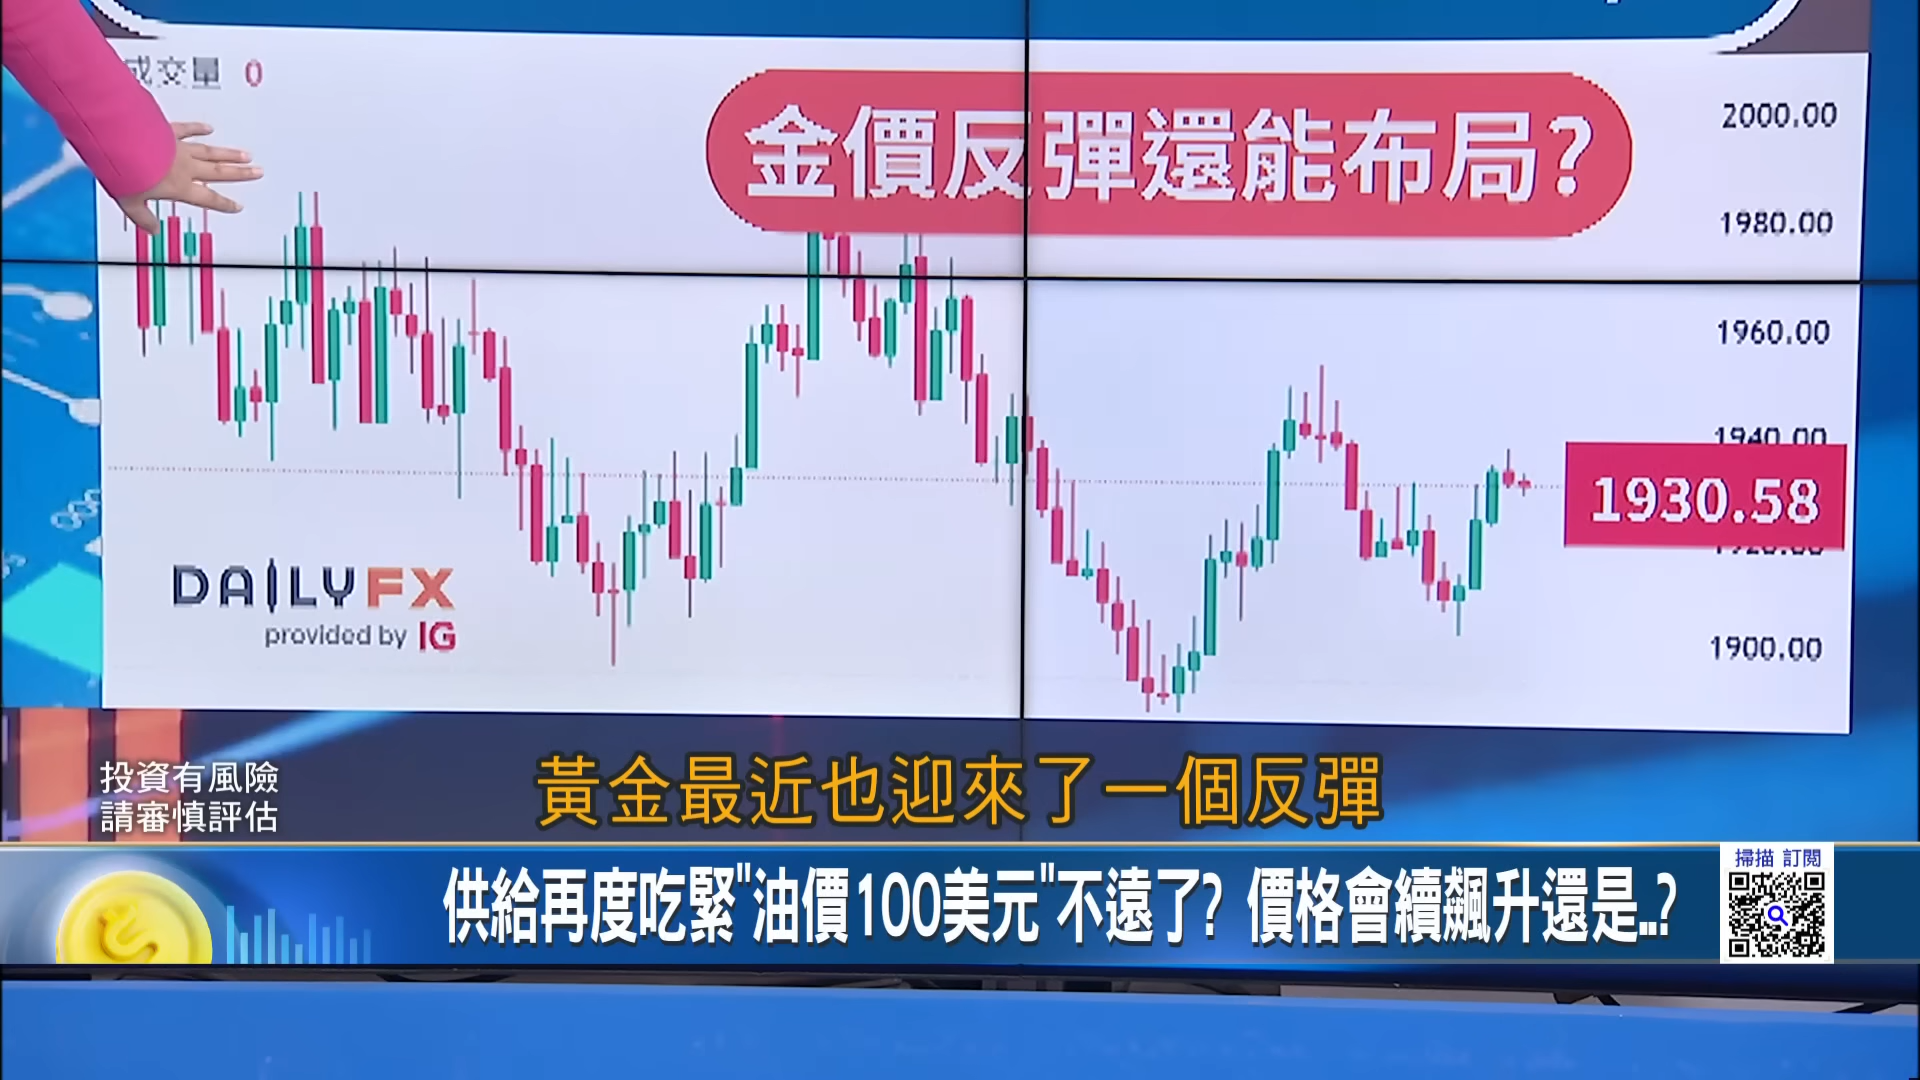 成交量 0
金價反彈還能布局?
2000.00
1980.00
1960.00
1940.00
1930.58
1900.00
DAILYFX
provided by IG
投資有風險
請審慎評估
黃金最近也迎來了一個反彈
供給再度吃緊"油價100美元"不遠了? 價格會續飆升還是..?
掃描 訂閱